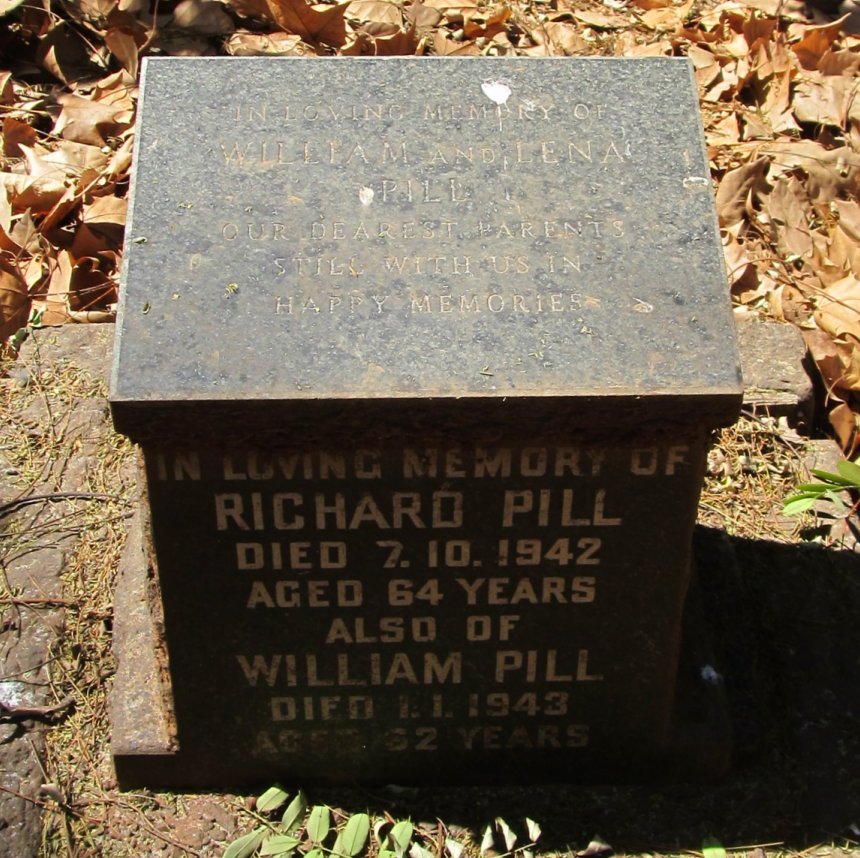 IN LOVING MEMORY OF
WILLIAM AND LENA
PILL
OUR DEAREST PARENTS
STILL WITH US IN
HAPPY MEMORIES
IN LOVING MEMORY OF
RICHARD PILL
DIED 7.10.1942
AGED 64 YEARS
ALSO OF
WILLIAM PILL
DIED 1.1.1943
AGED 62 YEARS